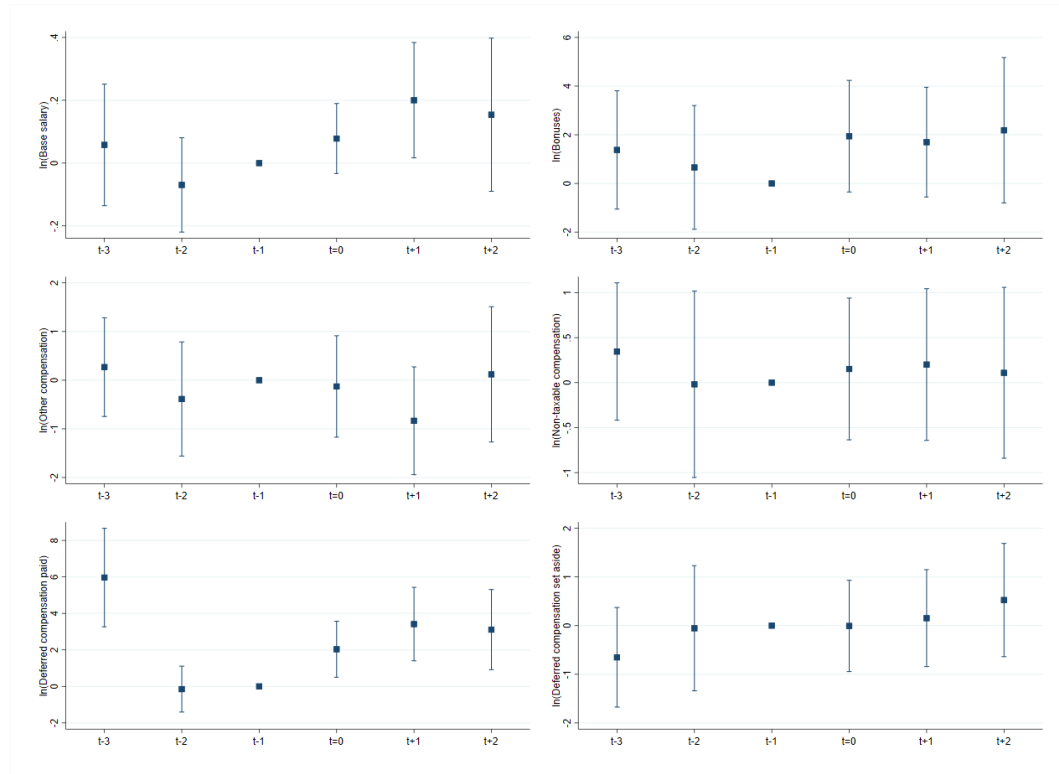 ln(Base salary)
.4
.2
0
-.2
t-3 t-2 t-1 t=0 t+1 t+2
ln(Bonuses)
6
4
2
0
-2
t-3 t-2 t-1 t=0 t+1 t+2
ln(Other compensation)
2
1
0
-1
-2
t-3 t-2 t-1 t=0 t+1 t+2
ln(Non-taxable compensation)
1
.5
0
-.5
-1
t-3 t-2 t-1 t=0 t+1 t+2
ln(Deferred compensation paid)
8
6
4
2
0
-2
t-3 t-2 t-1 t=0 t+1 t+2
ln(Deferred compensation set aside)
2
1
0
-1
-2
t-3 t-2 t-1 t=0 t+1 t+2